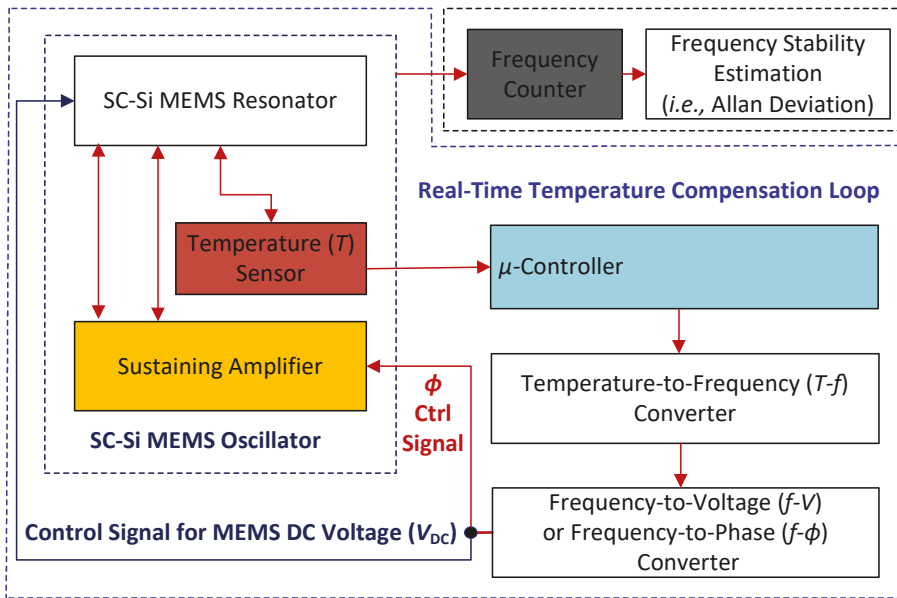 SC-Si MEMS Resonator
Frequency
Counter
Frequency Stability
Estimation
(i.e., Allan Deviation)
Real-Time Temperature Compensation Loop
Temperature (T)
Sensor
μ-Controller
Sustaining Amplifier
ϕ
Ctrl
Signal
Temperature-to-Frequency (T-f)
Converter
SC-Si MEMS Oscillator
Frequency-to-Voltage (f-V)
or Frequency-to-Phase (f-ϕ)
Converter
Control Signal for MEMS DC Voltage (V_DC)